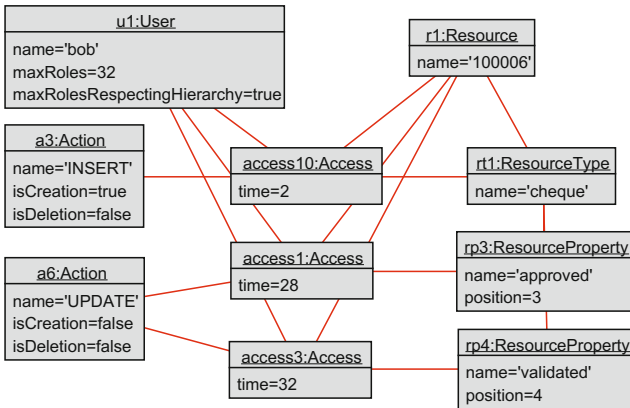 u1:User
name='bob'
maxRoles=32
maxRolesRespectingHierarchy=true
r1:Resource
name='100006'
a3:Action
name='INSERT'
isCreation=true
isDeletion=false
access10:Access
time=2
rt1:ResourceType
name='cheque'
access1:Access
time=28
rp3:ResourceProperty
name='approved'
position=3
a6:Action
name='UPDATE'
isCreation=false
isDeletion=false
access3:Access
time=32
rp4:ResourceProperty
name='validated'
position=4